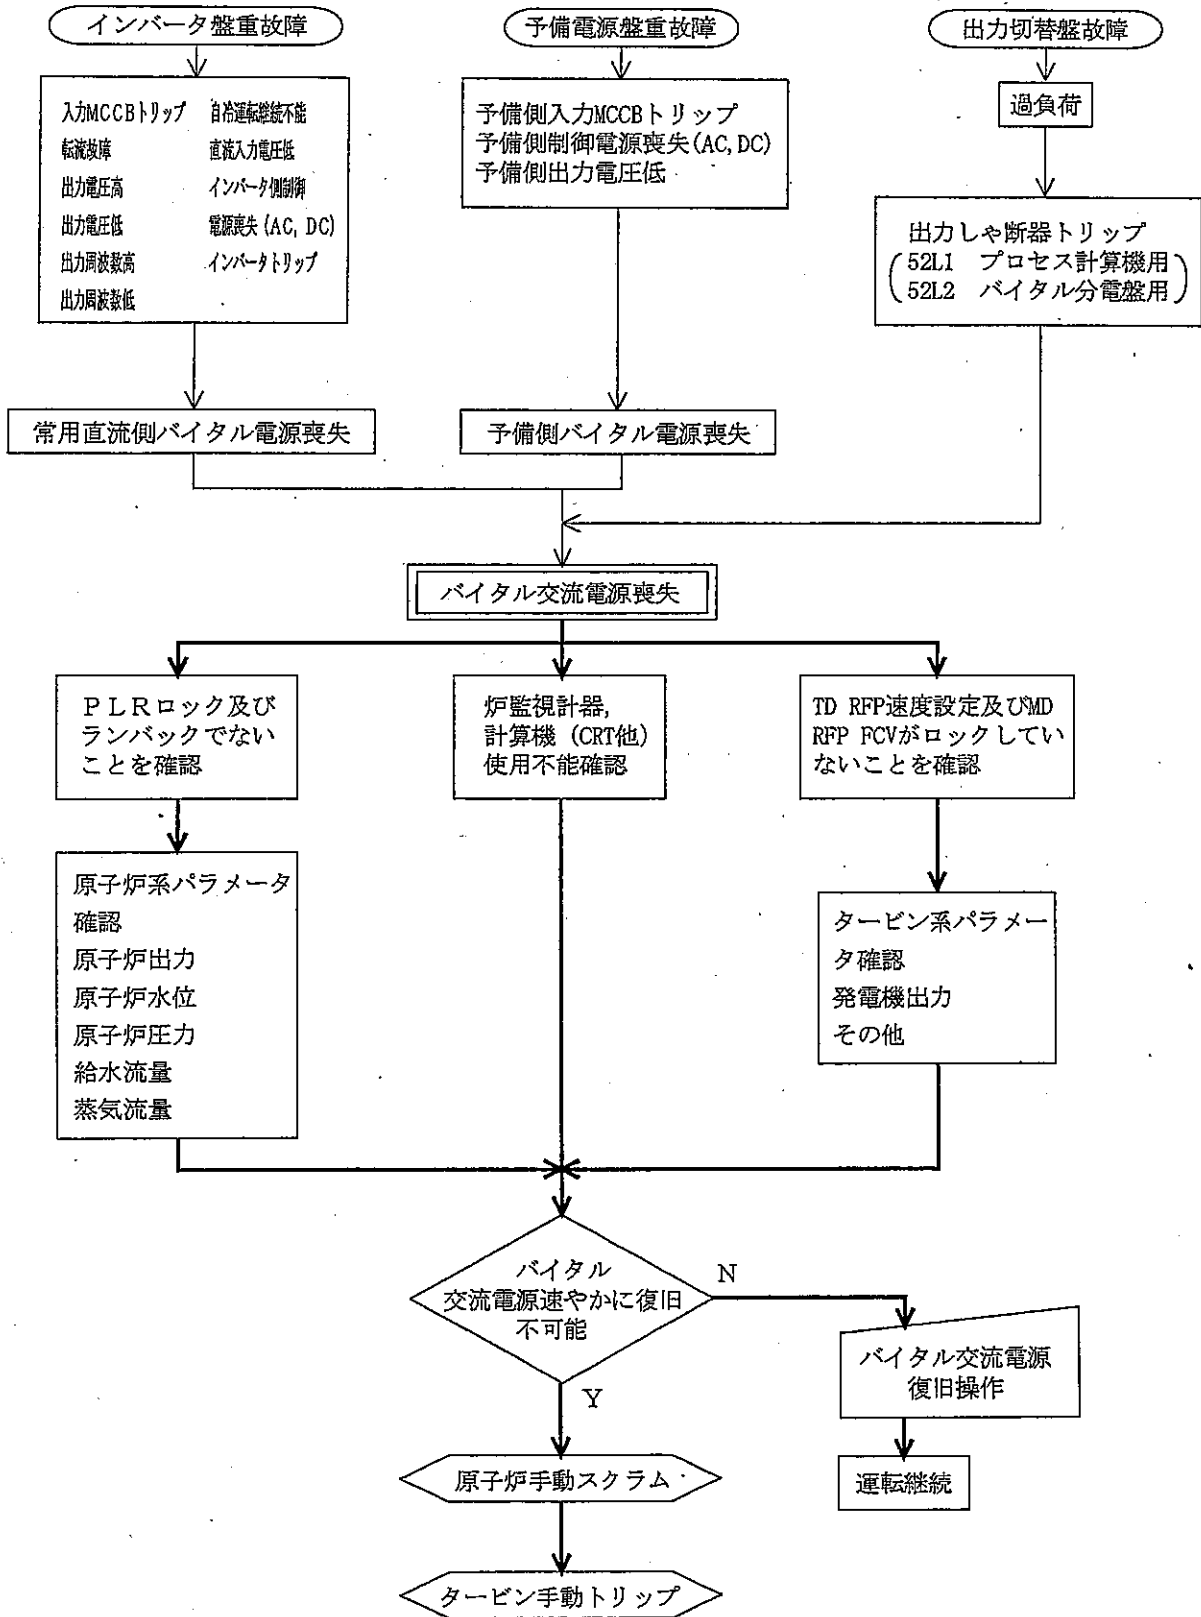 インバータ盤重故障
予備電源盤重故障
出力切替盤故障
入力MCCBトリップ
転流故障
出力電圧高
出力電圧低
出力周波数高
出力周波数低
自冷運転継続不能
直流入力電圧低
インバータ側制御
電源喪失 (AC, DC)
インバータトリップ
予備側入力MCCBトリップ
予備側制御電源喪失(AC, DC)
予備側出力電圧低
過負荷
出力しゃ断器トリップ
52L1 プロセス計算機用
52L2 バイタル分電盤用
常用直流側バイタル電源喪失
予備側バイタル電源喪失
バイタル交流電源喪失
PLRロック及び
ランバックでない
ことを確認
炉監視計器,
計算機 (CRT他)
使用不能確認
TD RFP速度設定及びMD
RFP FCVがロックしてい
ないことを確認
原子炉系パラメータ
確認
原子炉出力
原子炉水位
原子炉圧力
給水流量
蒸気流量
タービン系パラメー
タ確認
発電機出力
その他
バイタル
交流電源速やかに復旧
不可能
N
Y
バイタル交流電源
復旧操作
運転継続
原子炉手動スクラム
タービン手動トリップ